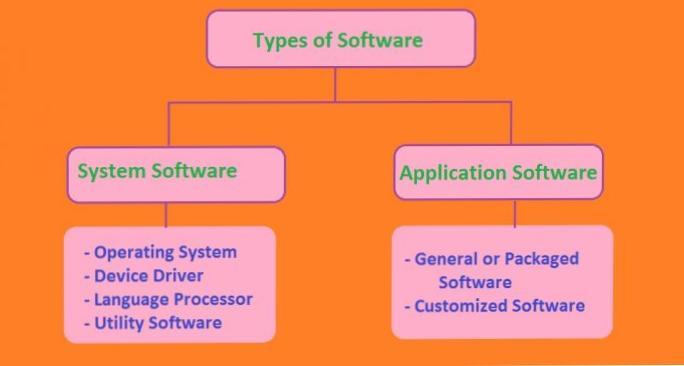 Types of Software
System Software
- Operating System
- Device Driver
- Language Processor
- Utility Software
Application Software
- General or Packaged
Software
- Customized Software